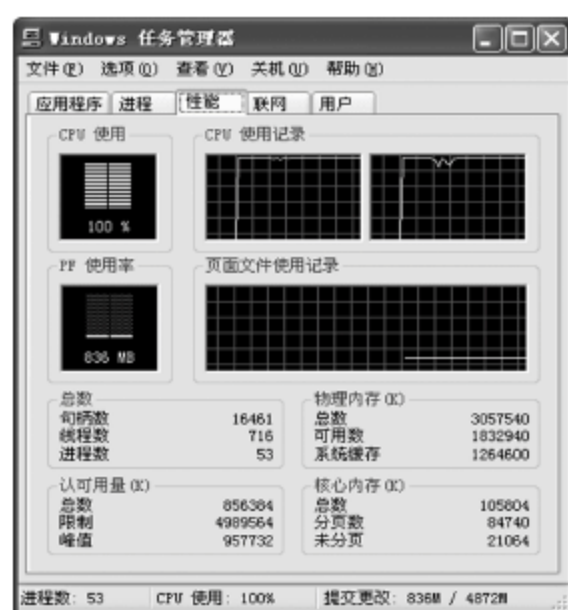 Windows 任务管理器
文件(F) 选项(O) 查看(V) 关机(U) 帮助(H)
应用程序 进程 性能 联网 用户
CPU 使用 CPU 使用记录
100 %
PF 使用率 页面文件使用记录
836 MB
总数 物理内存(K)
句柄数 16461 总数 3057540
线程数 716 可用数 1832940
进程数 53 系统缓存 1264600
认可用量(K) 核心内存(K)
总数 856384 总数 105804
限制 4989564 分页数 84740
峰值 957732 未分页 21064
进程数: 53 CPU 使用: 100% 提交更改: 836M / 4872M